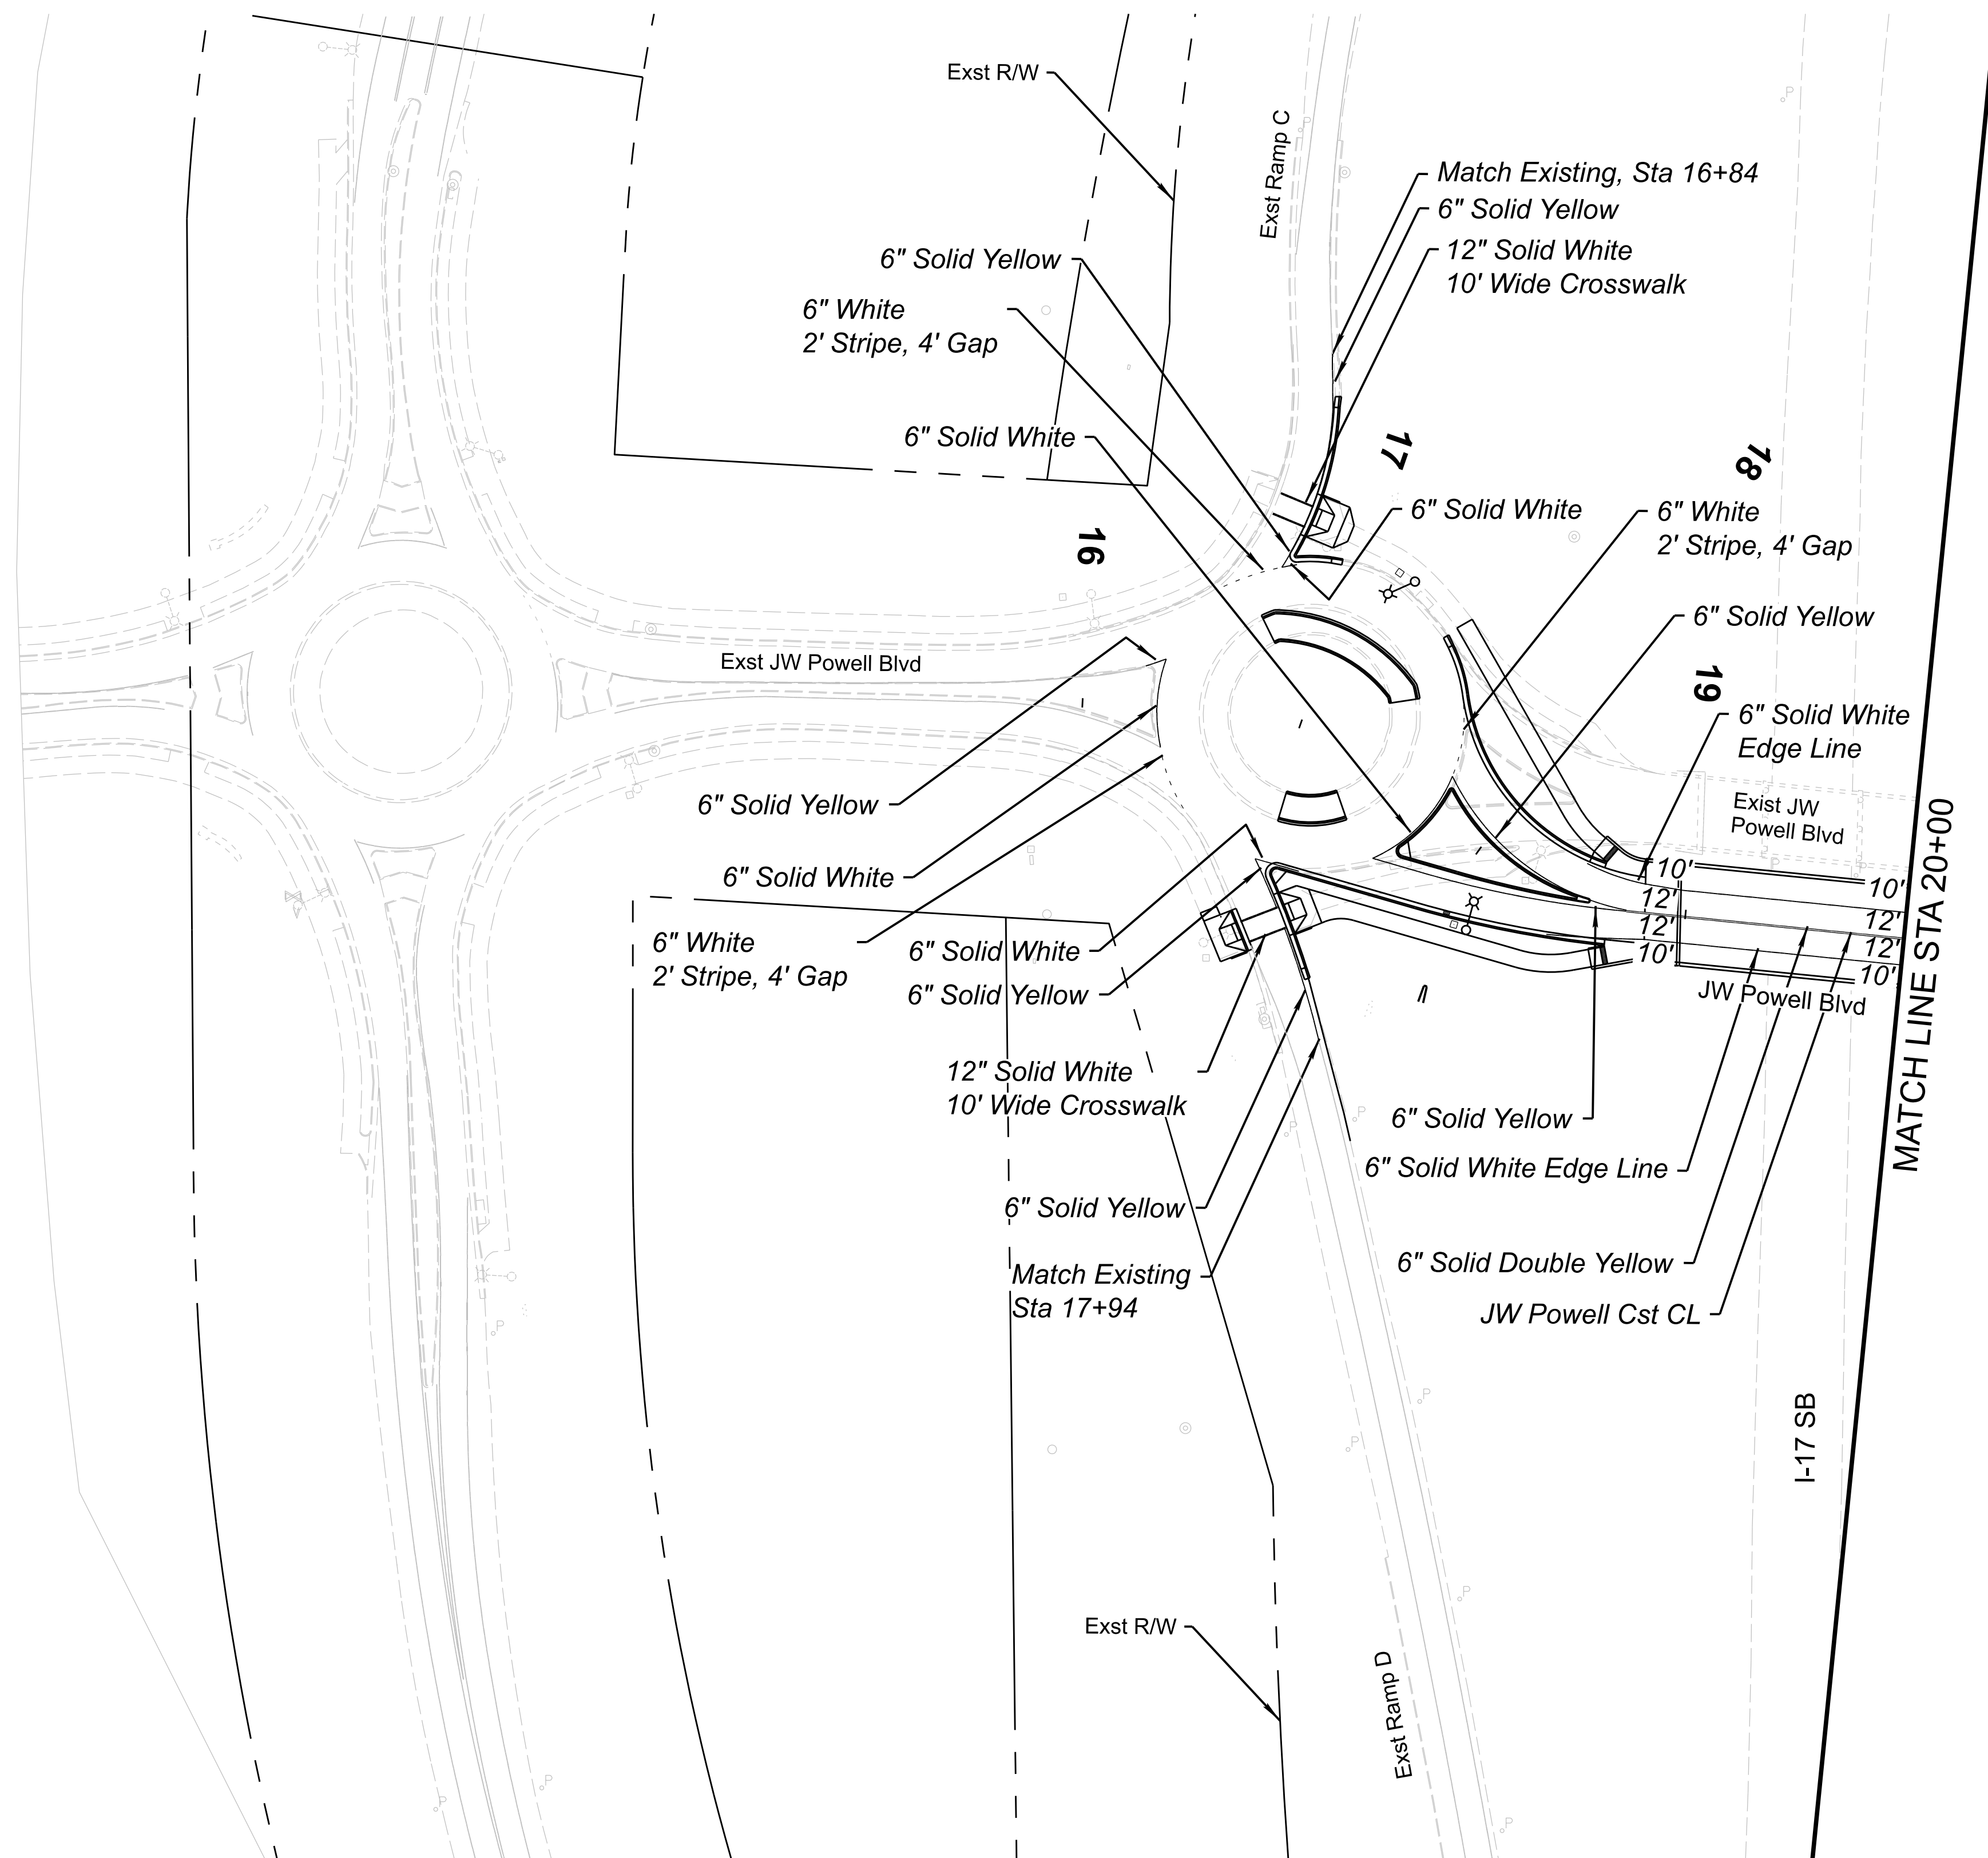 Exst R/W
Exst Ramp C
Match Existing, Sta 16+84
6" Solid Yellow
12" Solid White
10' Wide Crosswalk
6" Solid Yellow
6" White
2' Stripe, 4' Gap
6" Solid White
17
18
16
6" Solid White
6" White
2' Stripe, 4' Gap
6" Solid Yellow
19
6" Solid White
Edge Line
Exst JW Powell Blvd
Exist JW
Powell Blvd
6" Solid Yellow
6" Solid White
6" White
2' Stripe, 4' Gap
6" Solid White
6" Solid Yellow
10'
12'
12'
10'
10'
12'
12'
10'
JW Powell Blvd
MATCH LINE STA 20+00
12" Solid White
10' Wide Crosswalk
6" Solid Yellow
6" Solid White Edge Line
6" Solid Yellow
Match Existing
Sta 17+94
6" Solid Double Yellow
JW Powell Cst CL
I-17 SB
Exst R/W
Exst Ramp D
P
P
P
P
P
P
P
P
P
P
P
P